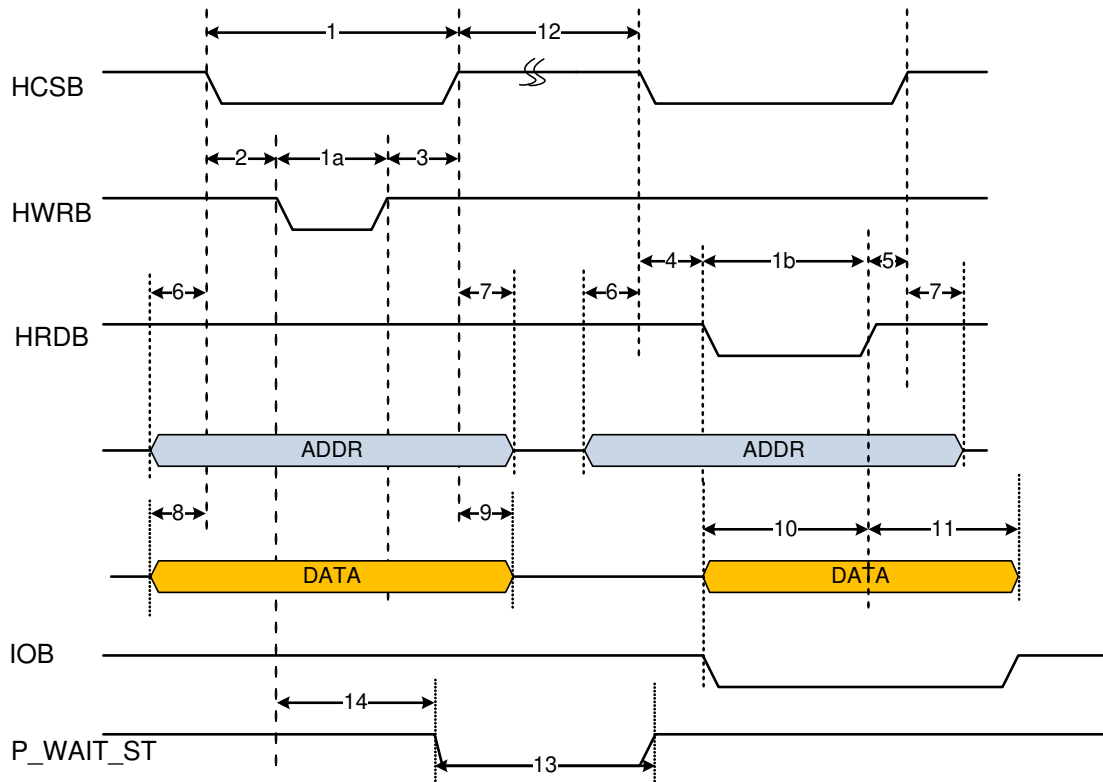 1 12
HCSB
2 1a 3
HWRB
4 1b 5
6 7 6 7
HRDB
ADDR ADDR
8 9
10 11
DATA DATA
IOB
14
P_WAIT_ST
13